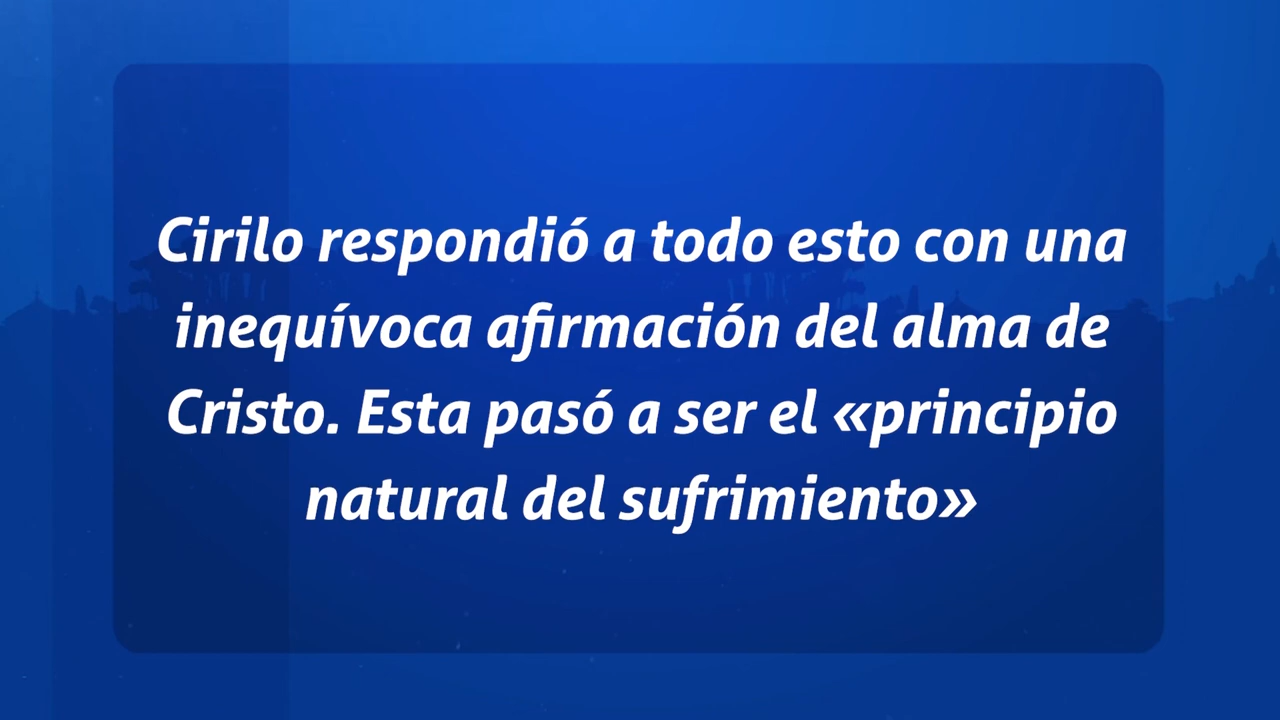 Cirilo respondió a todo esto con una
inequívoca afirmación del alma de
Cristo. Esta pasó a ser el «principio
natural del sufrimiento»